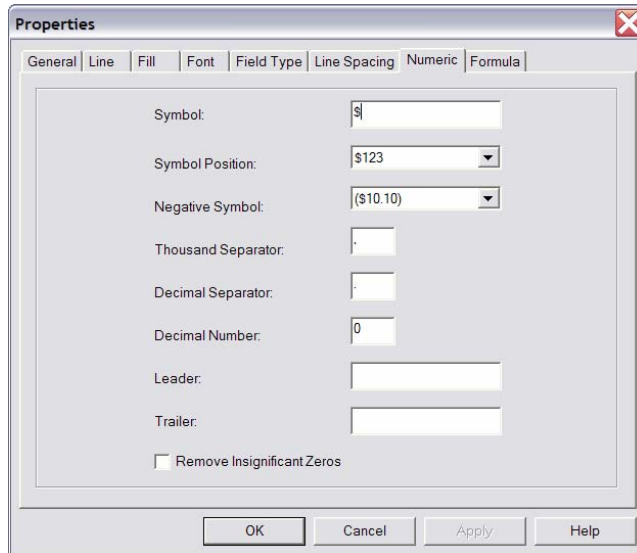 Properties
General Line Fill Font Field Type Line Spacing Numeric Formula
Symbol: $
Symbol Position: $123
Negative Symbol: ($10.10)
Thousand Separator: .
Decimal Separator: .
Decimal Number: 0
Leader:
Trailer:
Remove Insignificant Zeros
OK Cancel Apply Help